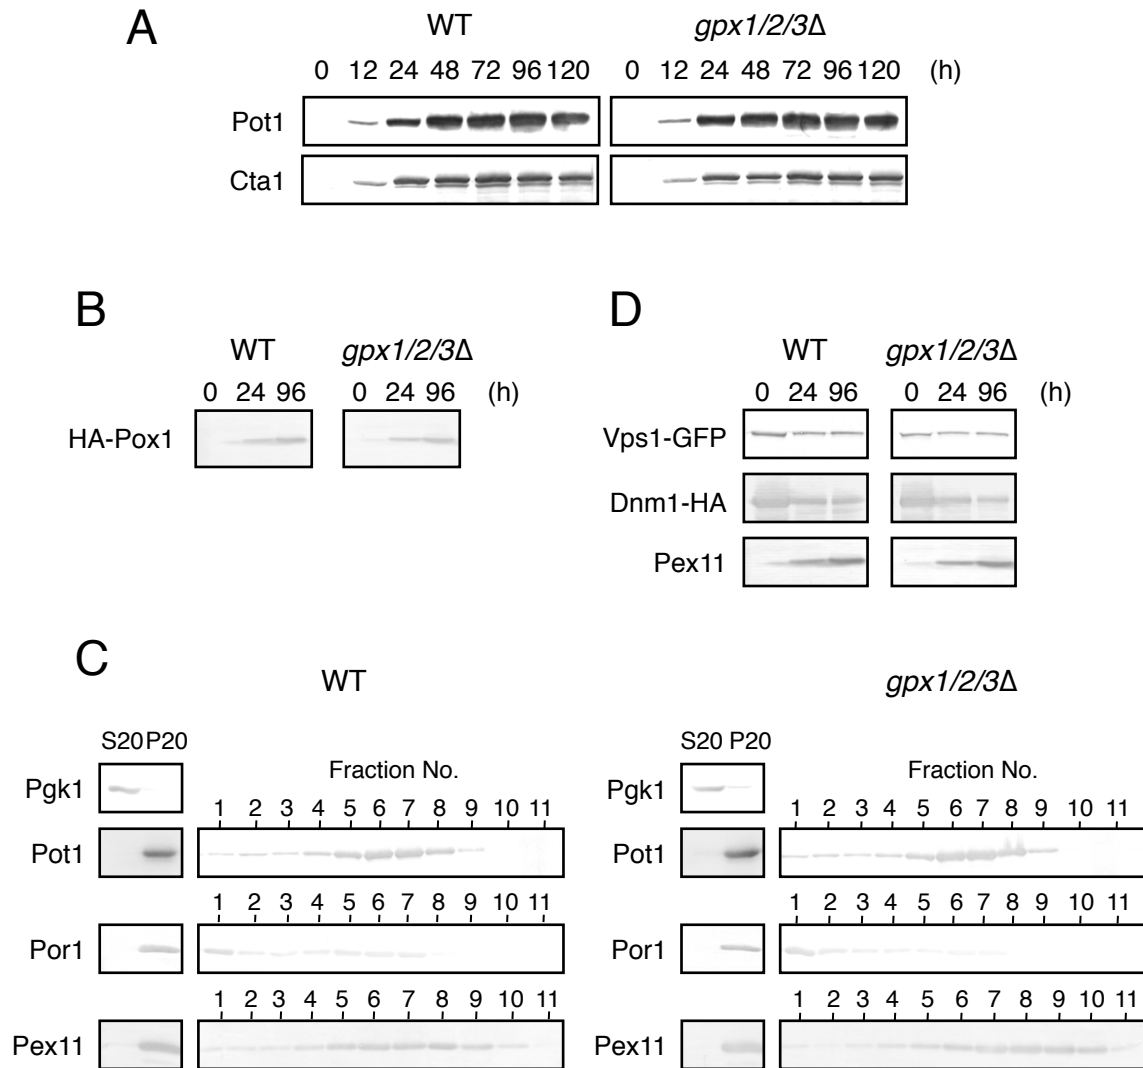 A
WT gpx1/2/3Δ
0 12 24 48 72 96 120 0 12 24 48 72 96 120 (h)
Pot1
Cta1
B
WT gpx1/2/3Δ
0 24 96 0 24 96 (h)
HA-Pox1
D
WT gpx1/2/3Δ
0 24 96 0 24 96 (h)
Vps1-GFP
Dnm1-HA
Pex11
C
WT
S20 P20
Pgk1
Fraction No.
1 2 3 4 5 6 7 8 9 10 11
Pot1
1 2 3 4 5 6 7 8 9 10 11
Por1
1 2 3 4 5 6 7 8 9 10 11
Pex11
gpx1/2/3Δ
S20 P20
Pgk1
Fraction No.
1 2 3 4 5 6 7 8 9 10 11
Pot1
1 2 3 4 5 6 7 8 9 10 11
Por1
1 2 3 4 5 6 7 8 9 10 11
Pex11